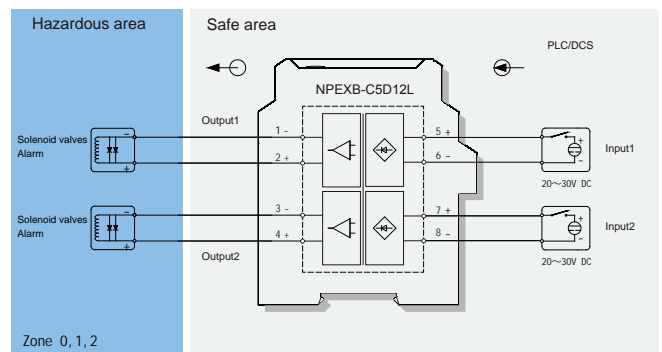 Hazardous area
Safe area
PLC/DCS
NPEXB-C5D12L
Output1
1 -
5 +
Solenoid valves
Alarm
-
+
2 +
6 -
+
-
Input1
20～30V DC
3 -
7 +
Solenoid valves
Alarm
-
+
4 +
8 -
+
-
Input2
Output2
20～30V DC
Zone 0, 1, 2